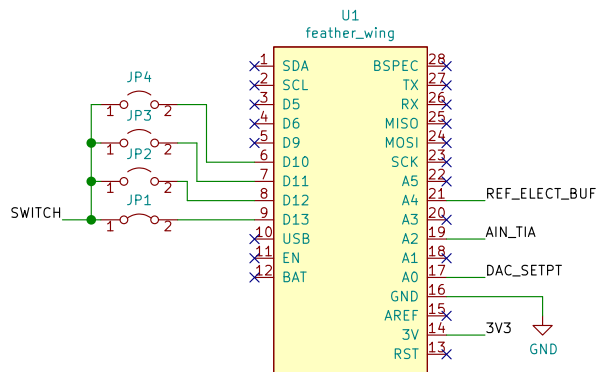 U1
feather_wing
1 SDA BSPEC 28
2 SCL TX 27
JP4
3 D5 RX 26
1 2
JP3
4 D6 MISO 25
5 D9 MOSI 24
1 2
JP2
6 D10 SCK 23
7 D11 A5 22
1 2
8 D12 A4 21 REF_ELECT_BUF
JP1
SWITCH 1 2 9 D13 A3 20
10 USB A2 19 AIN_TIA
11 EN A1 18
12 BAT A0 17 DAC_SETPT
GND 16
AREF 15
3V 14 3V3
RST 13
GND